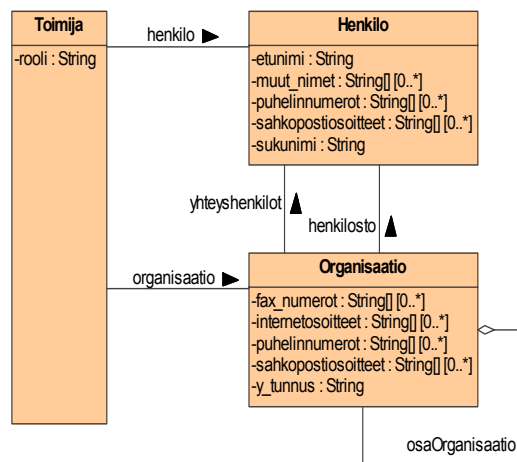 Toimija
-rooli : String
henkilo
Henkilo
-etunimi : String
-muut_nimet : String[] [0..*]
-puhelinnumerot : String[] [0..*]
-sahkopostiosoitteet : String[] [0..*]
-sukunimi : String
yhteyshenkilot
henkilosto
organisaatio
Organisaatio
-fax_numerot : String[] [0..*]
-internetosoitteet : String[] [0..*]
-puhelinnumerot : String[] [0..*]
-sahkopostiosoitteet : String[] [0..*]
-y_tunnus : String
osaOrganisaatio